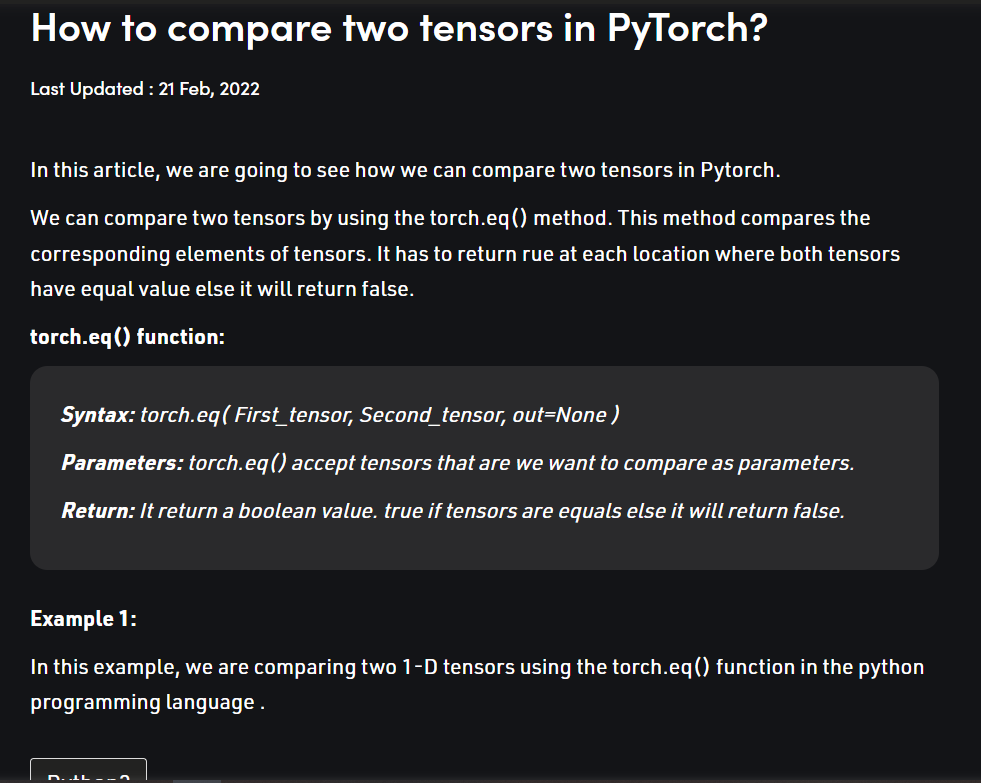 How to compare two tensors in PyTorch?
Last Updated : 21 Feb, 2022
In this article, we are going to see how we can compare two tensors in Pytorch.
We can compare two tensors by using the torch.eq() method. This method compares the
corresponding elements of tensors. It has to return rue at each location where both tensors
have equal value else it will return false.
torch.eq() function:
Syntax: torch.eq( First_tensor, Second_tensor, out=None )
Parameters: torch.eq() accept tensors that are we want to compare as parameters.
Return: It return a boolean value. true if tensors are equals else it will return false.
Example 1:
In this example, we are comparing two 1-D tensors using the torch.eq() function in the python
programming language .
Python3